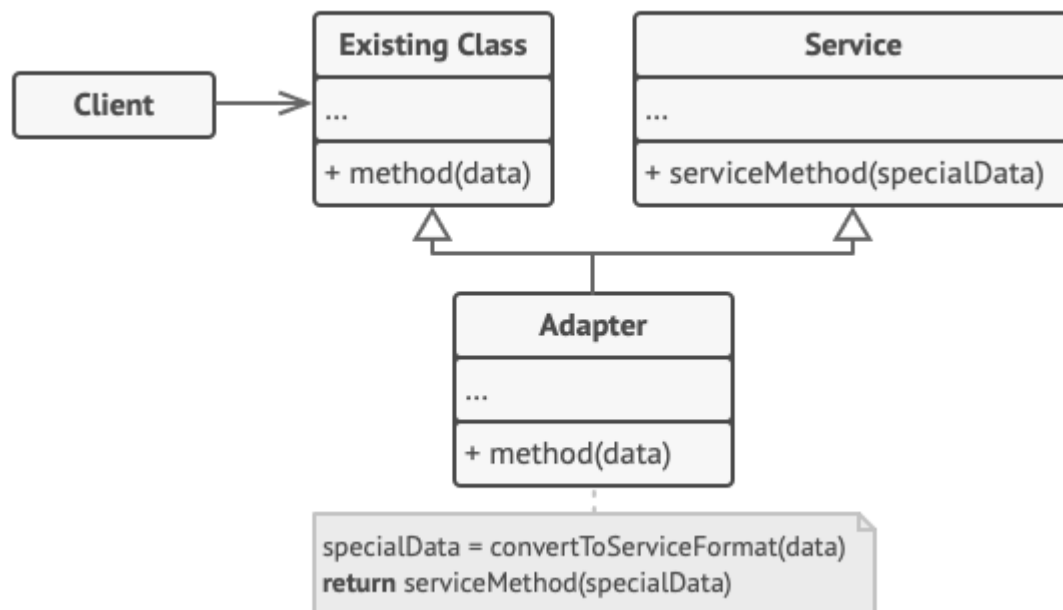 Client
Existing Class
...
+ method(data)
Service
...
+ serviceMethod(specialData)
Adapter
...
+ method(data)
specialData = convertToServiceFormat(data)
return serviceMethod(specialData)